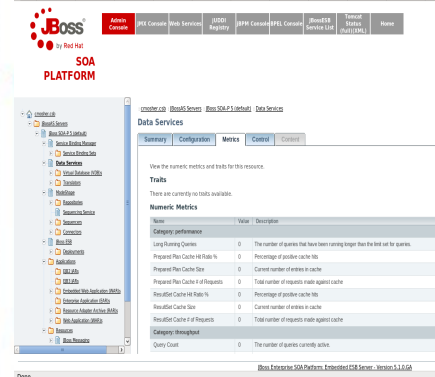 JBoss
by Red Hat
SOA
PLATFORM
Admin Console
JMX Console
Web Services
jUDDI Registry
jBPM Console
BPEL Console
JBossESB Service List
Tomcat Status (full)(XML)
Home
cmosher.csb
JBossAS Servers
JBoss SOA-P 5 (default)
Service Binding Manager
Service Binding Sets
Data Services
Virtual Database (VDB)s
Translators
ModeShape
Repositories
Sequencing Service
Sequencers
Connectors
JBoss ESB
Deployments
Applications
EJB2 JARs
EJB3 JARs
Embedded Web Application (WAR)s
Enterprise Application (EAR)s
Resource Adapter Archive (RAR)s
Web Application (WAR)s
Resources
JBoss Messaging
cmosher.csb JBossAS Servers JBoss SOA-P 5 (default) Data Services
Data Services
Summary Configuration Metrics Control Content
View the numeric metrics and traits for this resource.
Traits
There are currently no traits available.
Numeric Metrics
Name Value Description
Category: performance
Long Running Queries 0 The number of queries that have been running longer than the limit set for queries.
Prepared Plan Cache Hit Ratio % 0 Percentage of positive cache hits
Prepared Plan Cache Size 0 Current number of entries in cache
Prepared Plan Cache # of Requests 0 Total number of requests made against cache
ResultSet Cache Hit Ratio % 0 Percentage of positive cache hits
ResultSet Cache Size 0 Current number of entries in cache
ResultSet Cache # of Requests 0 Total number of requests made against cache
Category: throughput
Query Count 0 The number of queries currently active.
JBoss Enterprise SOA Platform: Embedded ESB Server - Version 5.1.0.GA
Done